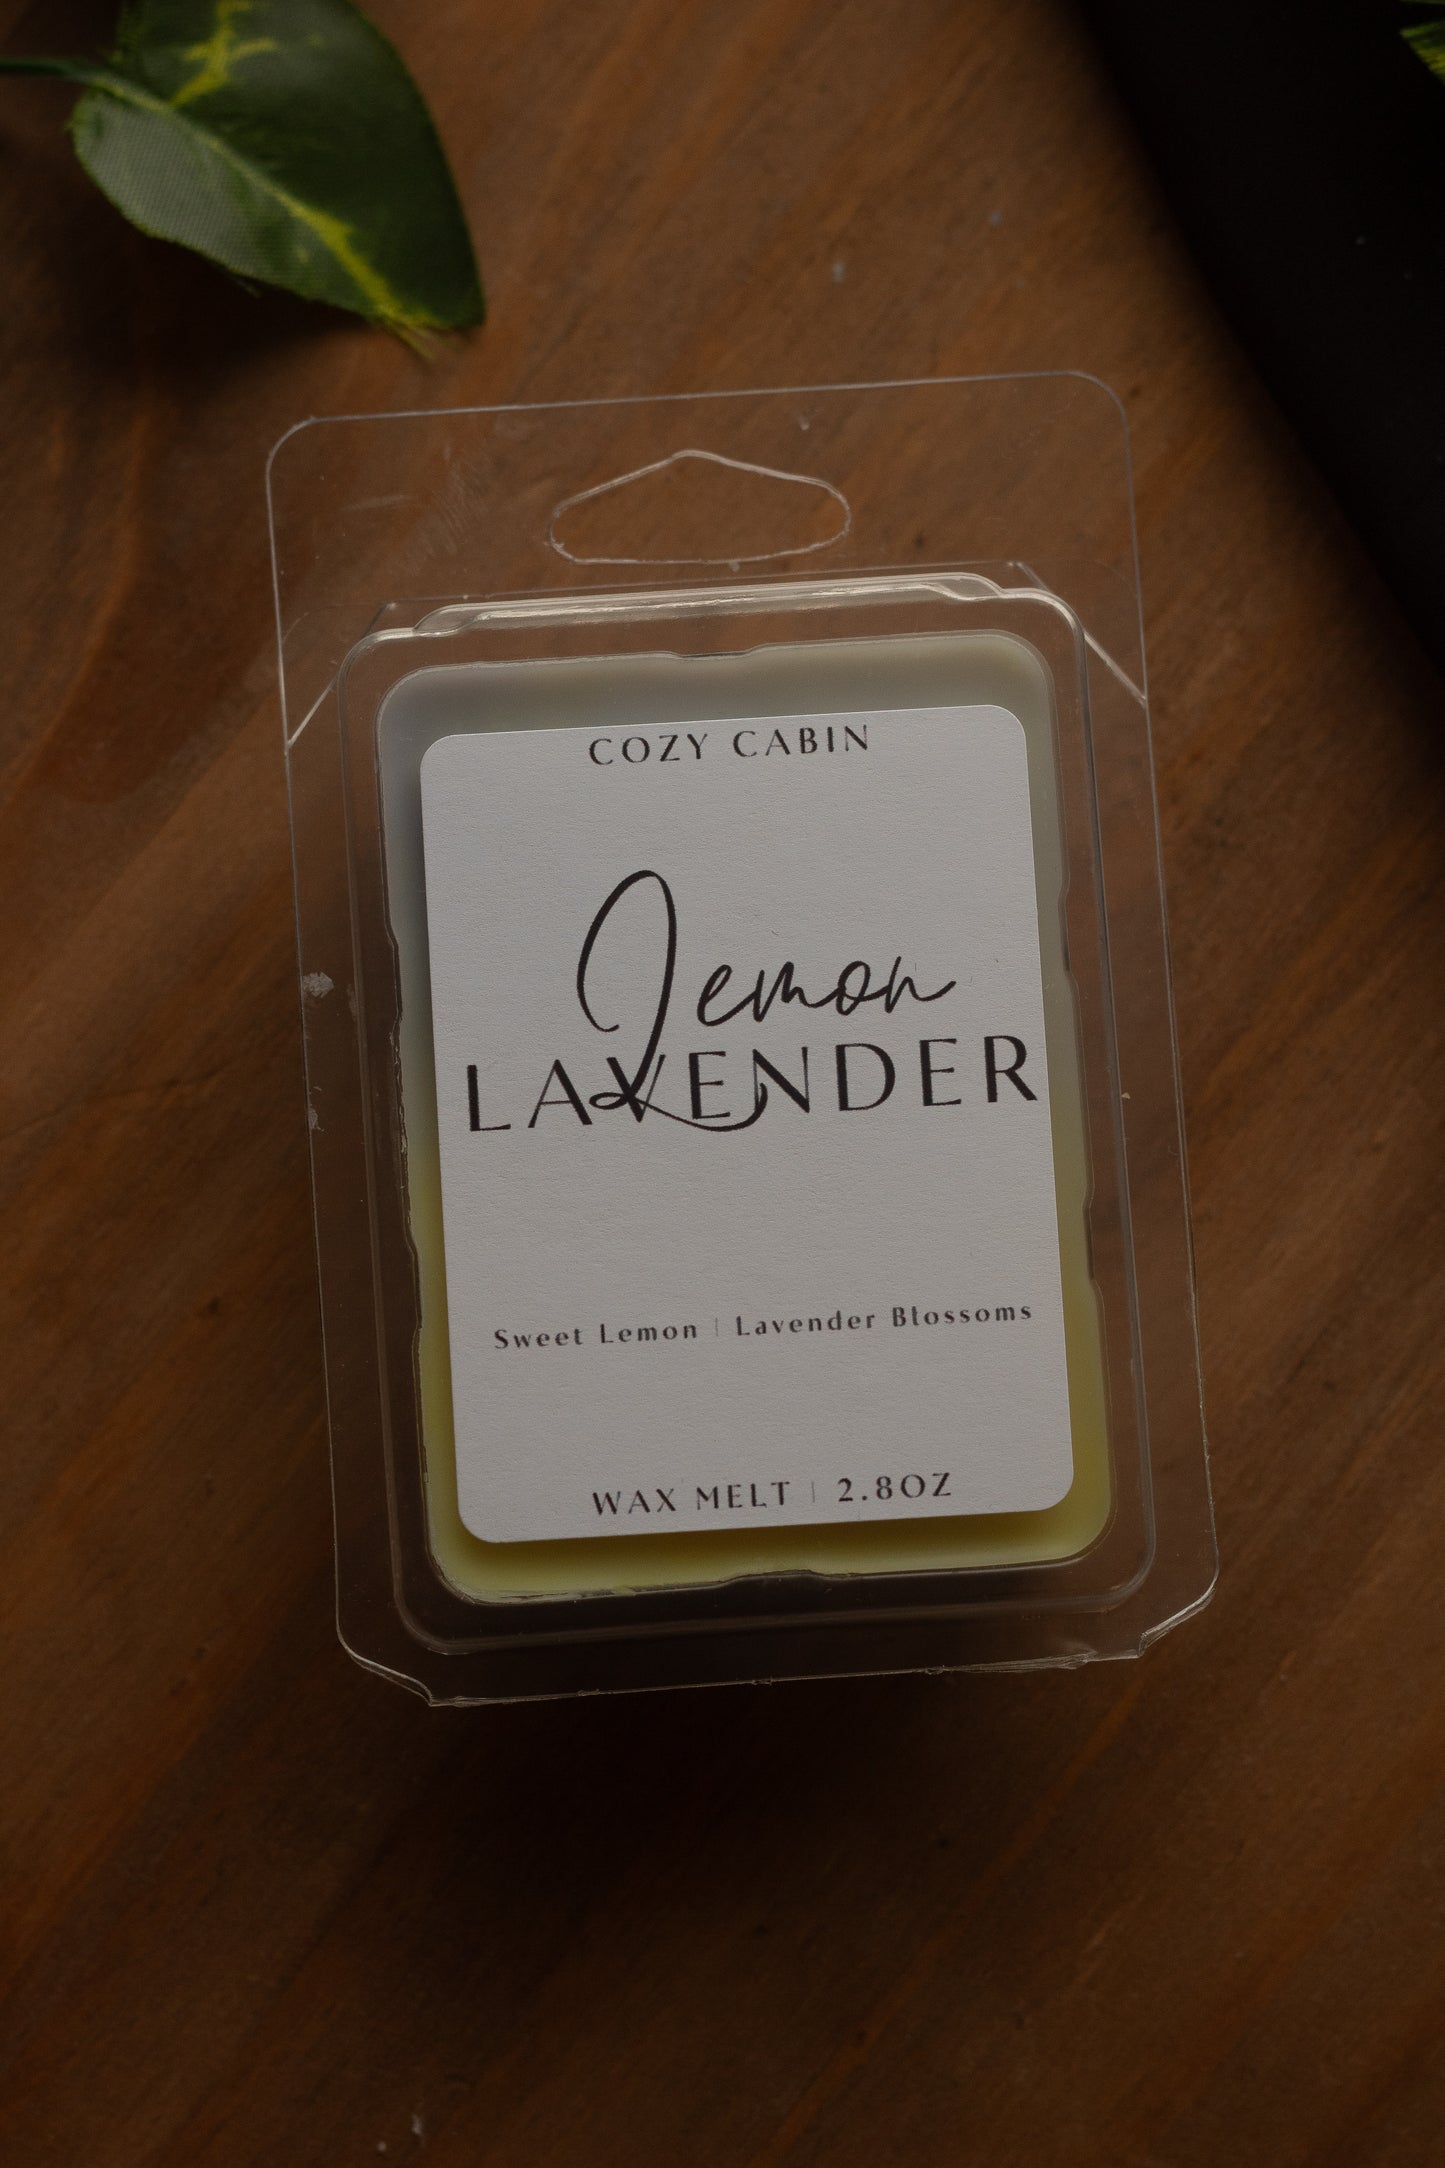 COZY CABIN
Lemon
LAVENDER
Sweet Lemon | Lavender Blossoms
WAX MELT | 2.8OZ